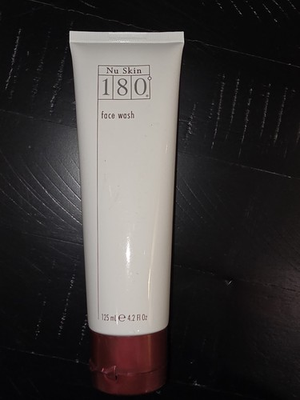 Nu Skin
180°
face wash
125 mL ℮ 4.2 Fl Oz